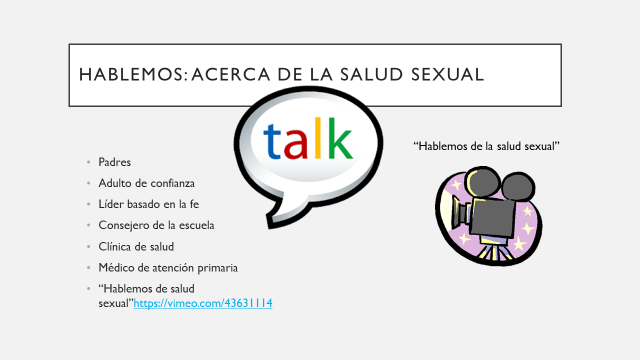 HABLEMOS: ACERCA DE LA SALUD SEXUAL
talk
“Hablemos de la salud sexual”
• Padres
• Adulto de confianza
• Líder basado en la fe
• Consejero de la escuela
• Clínica de salud
• Médico de atención primaria
• “Hablemos de salud
sexual”https://vimeo.com/43631114